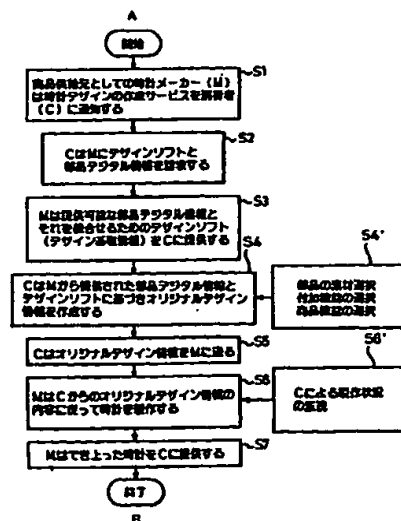 A
開始
S1
商品供給元としての時計メーカー(M)
は時計デザインの作成サービスを消費者
(C)に通知する
S2
CはMにデザインソフトと
部品デジタル情報を請求する
S3
Mは提供可能な部品デジタル情報と
それを組合せるためのデザインソフト
(デザイン基礎情報)をCに提供する
S4
CはMから提供された部品デジタル情報と
デザインソフトに基づきオリジナルデザイン
情報を作成する
S4'
部品の素材選択
付加機能の選択
商品機能の選択
S5
CはオリジナルデザインM情報をMに送る
S6
MはCからのオリジナルデザイン情報の
内容に従って時計を製作する
S6'
Cによる製作状況
の監視
S7
Mはでき上った時計をCに提供する
終了
B